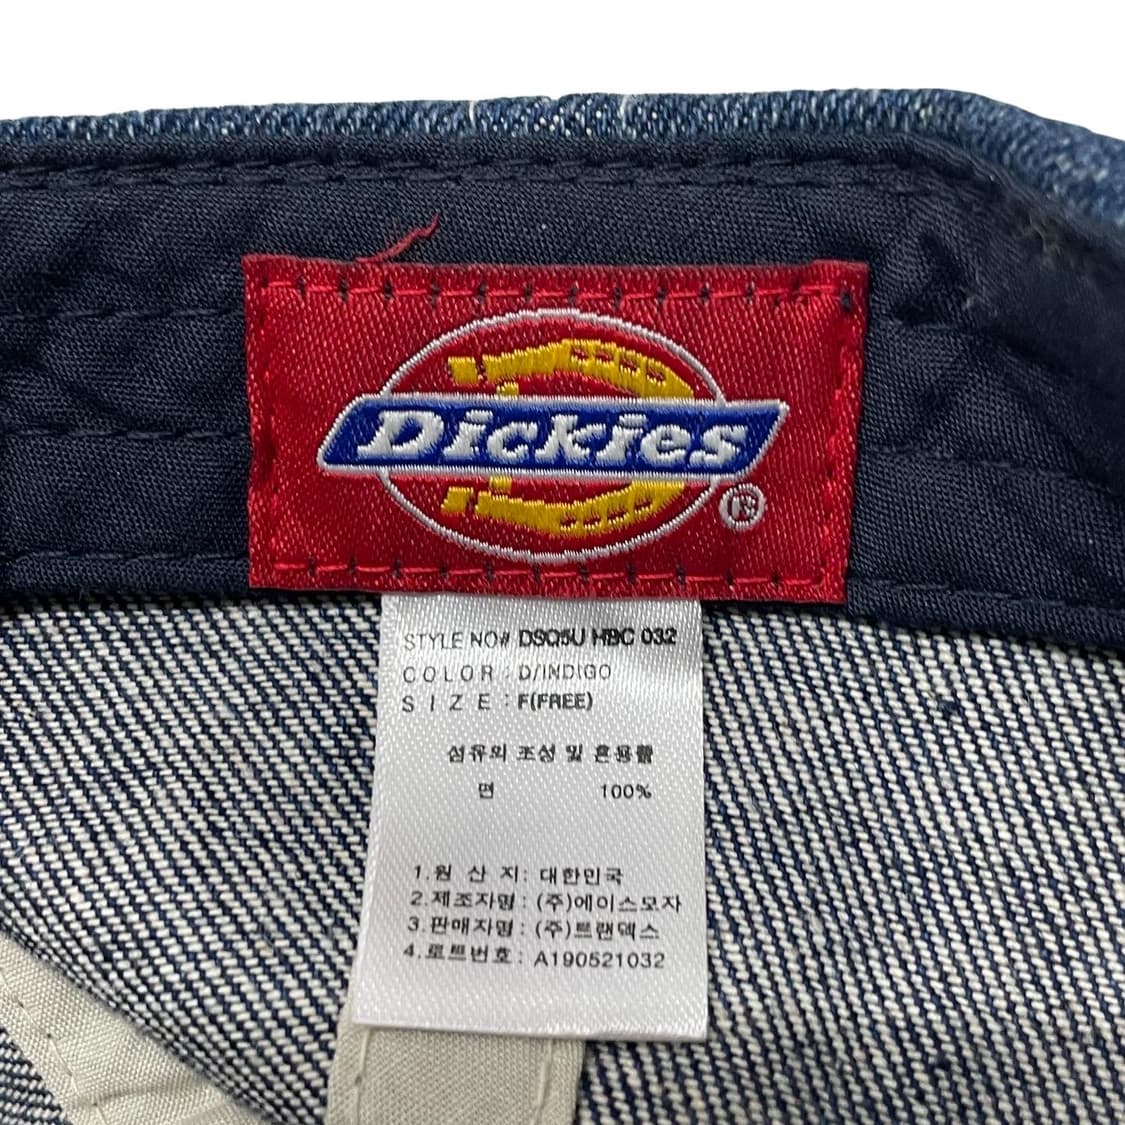 Dickies
®
STYLE NO# DSQ5U HBC 032
COLOR : D/INDIGO
SIZE : F(FREE)
섬유의 조성 및 혼용률
면 100%
1.원 산 지: 대한민국
2.제조자명 : (주)에이스모자
3.판매자명 : (주)트랜덱스
4.로트번호 : A190521032